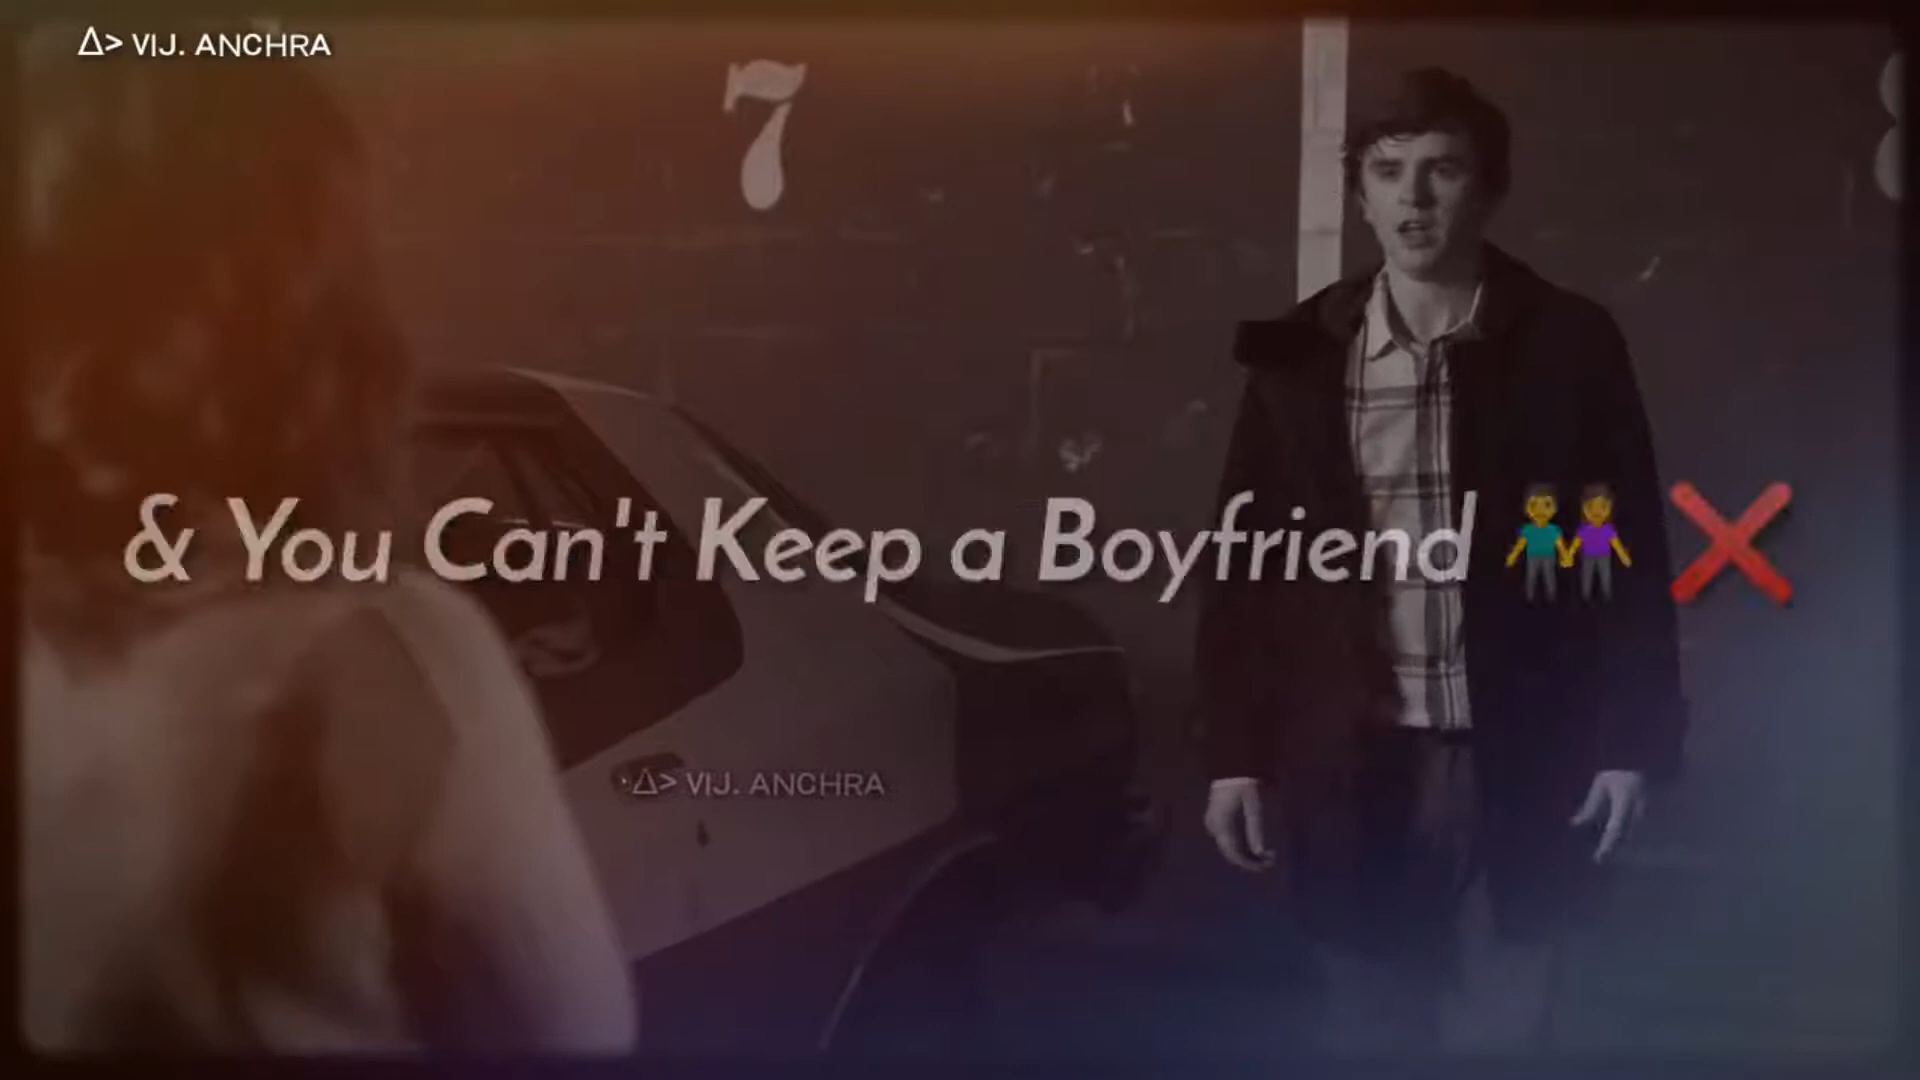 Δ> VIJ. ANCHRA
7
& You Can't Keep a Boyfriend 👫 ❌
Δ> VIJ. ANCHRA